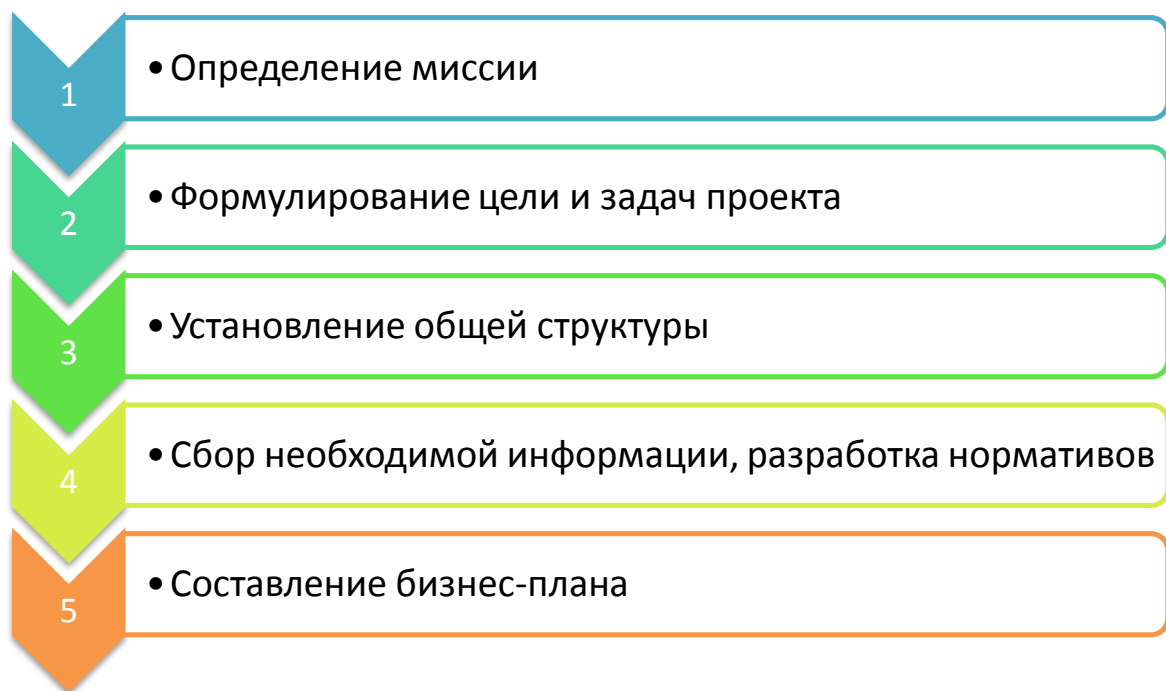 1
• Определение миссии
2
• Формулирование цели и задач проекта
3
• Установление общей структуры
4
• Сбор необходимой информации, разработка нормативов
5
• Составление бизнес-плана